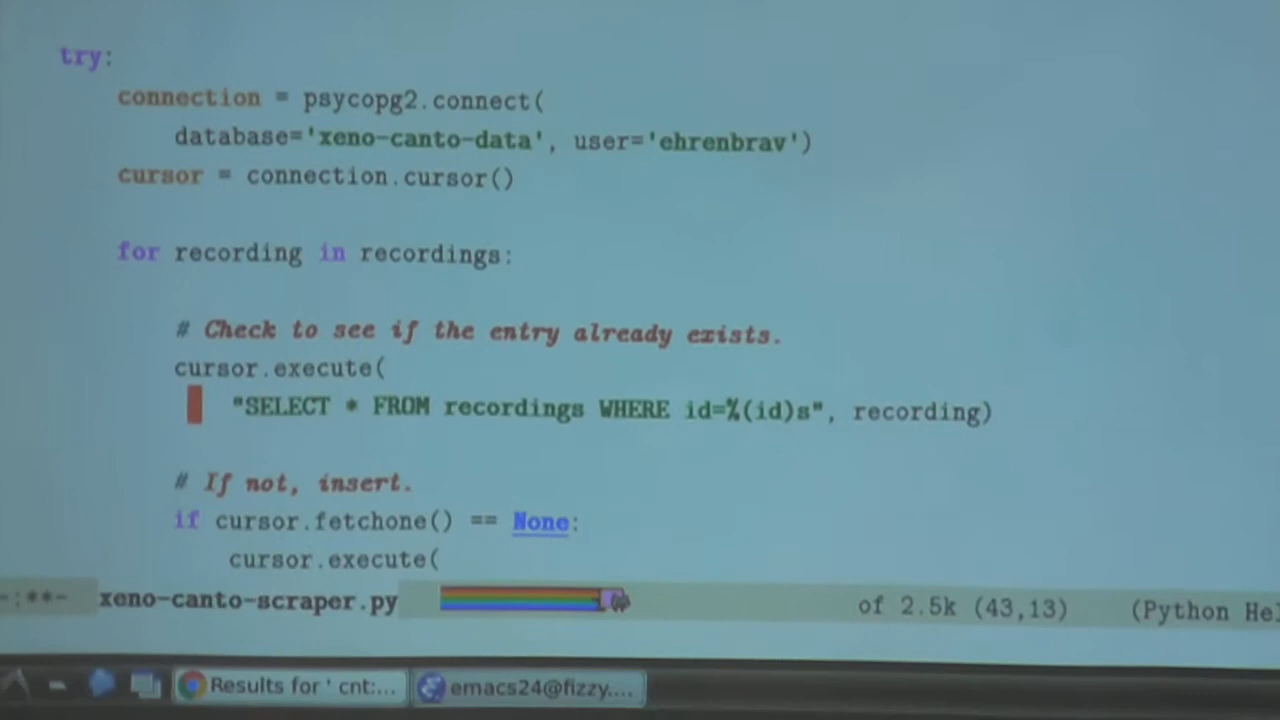 try:
connection = psycopg2.connect(
database='xeno-canto-data', user='ehrenbrav')
cursor = connection.cursor()
for recording in recordings:
# Check to see if the entry already exists.
cursor.execute(
"SELECT * FROM recordings WHERE id=%(id)s", recording)
# If not, insert.
if cursor.fetchone() == None:
cursor.execute(
-:**- xeno-canto-scraper.py of 2.5k (43,13) (Python Hel
Results for ' cnt:... emacs24@fizzy....